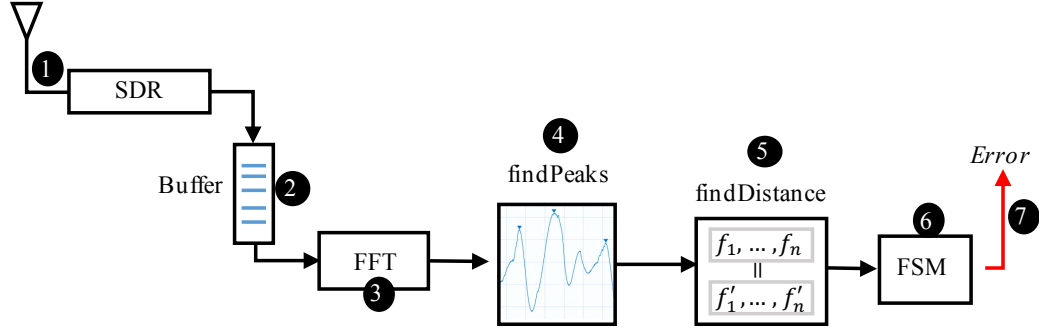 1
SDR
Buffer
2
FFT
3
4
findPeaks
5
findDistance
f₁, … , fₙ
=
f′₁, … , f′ₙ
6
FSM
Error
7